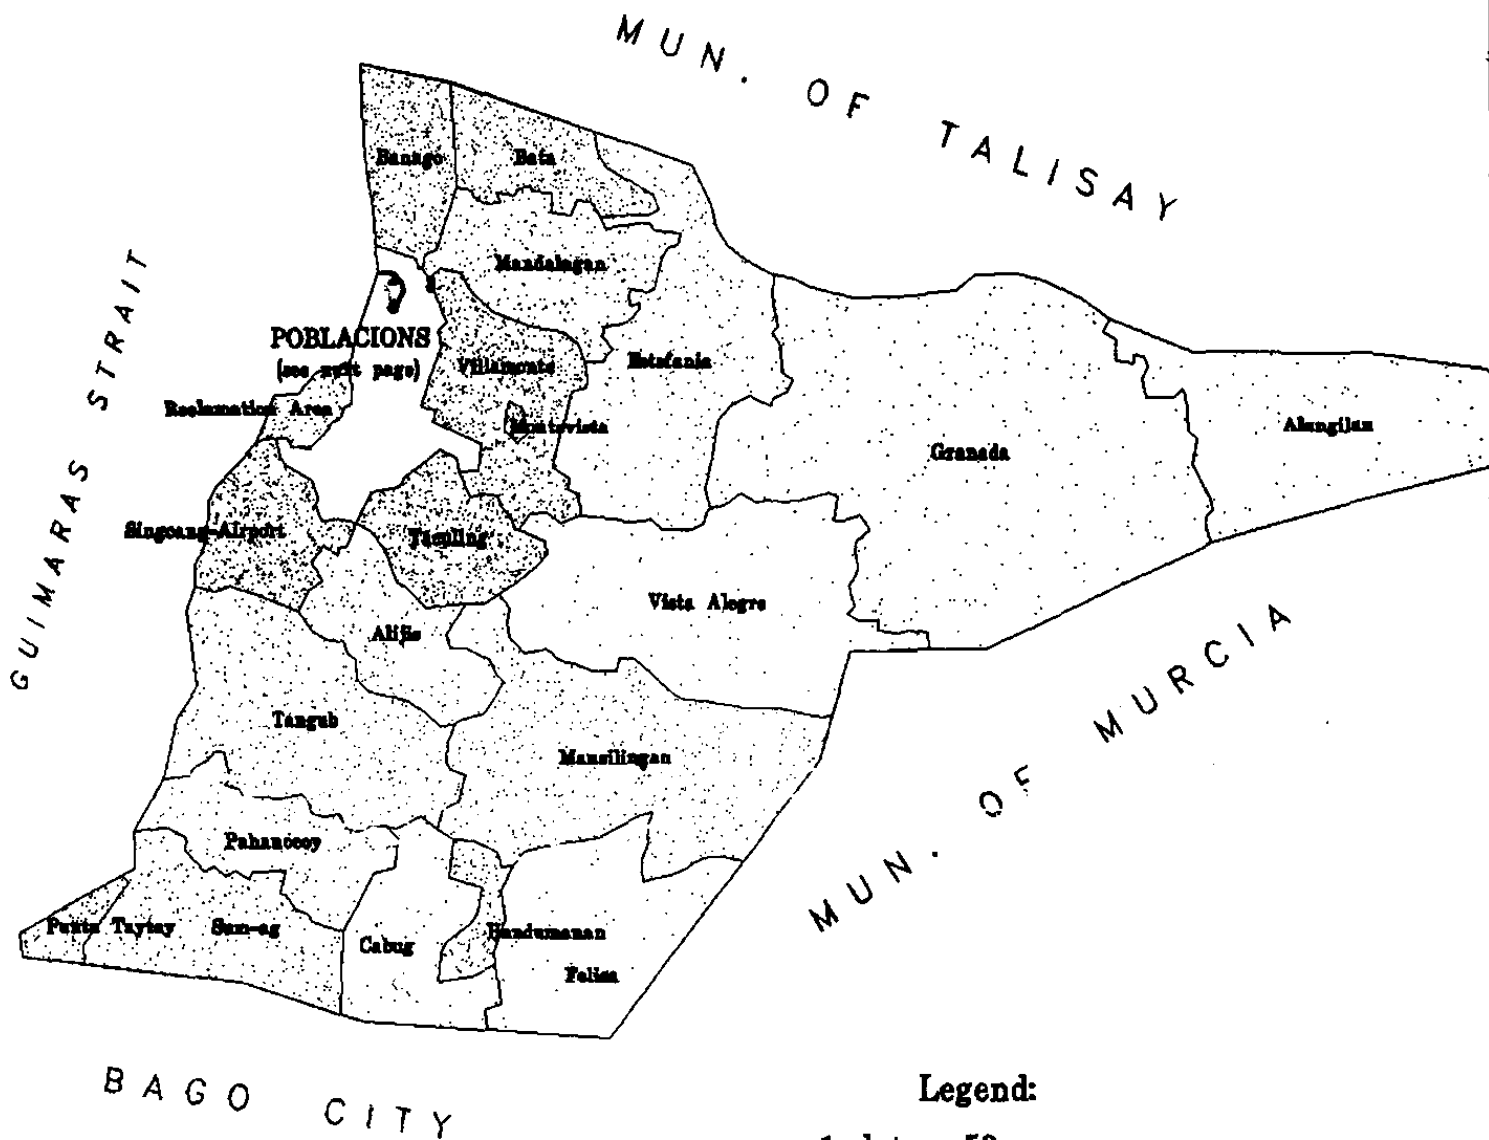 MUN. OF TALISAY
Banago
Bata
Mandalagan
POBLACIONS
(see next page)
Villamonte
Estefania
Reclamation Area
Montevista
Granada
Alangilan
Singcang-Airport
Taculing
GUIMARAS STRAIT
Vista Alegre
Alijis
Tangub
Mansilingan
MUN. OF MURCIA
Pahanocoy
Punta Taytay
Sum-ag
Cabug
Handumanan
Felisa
BAGO CITY
Legend: